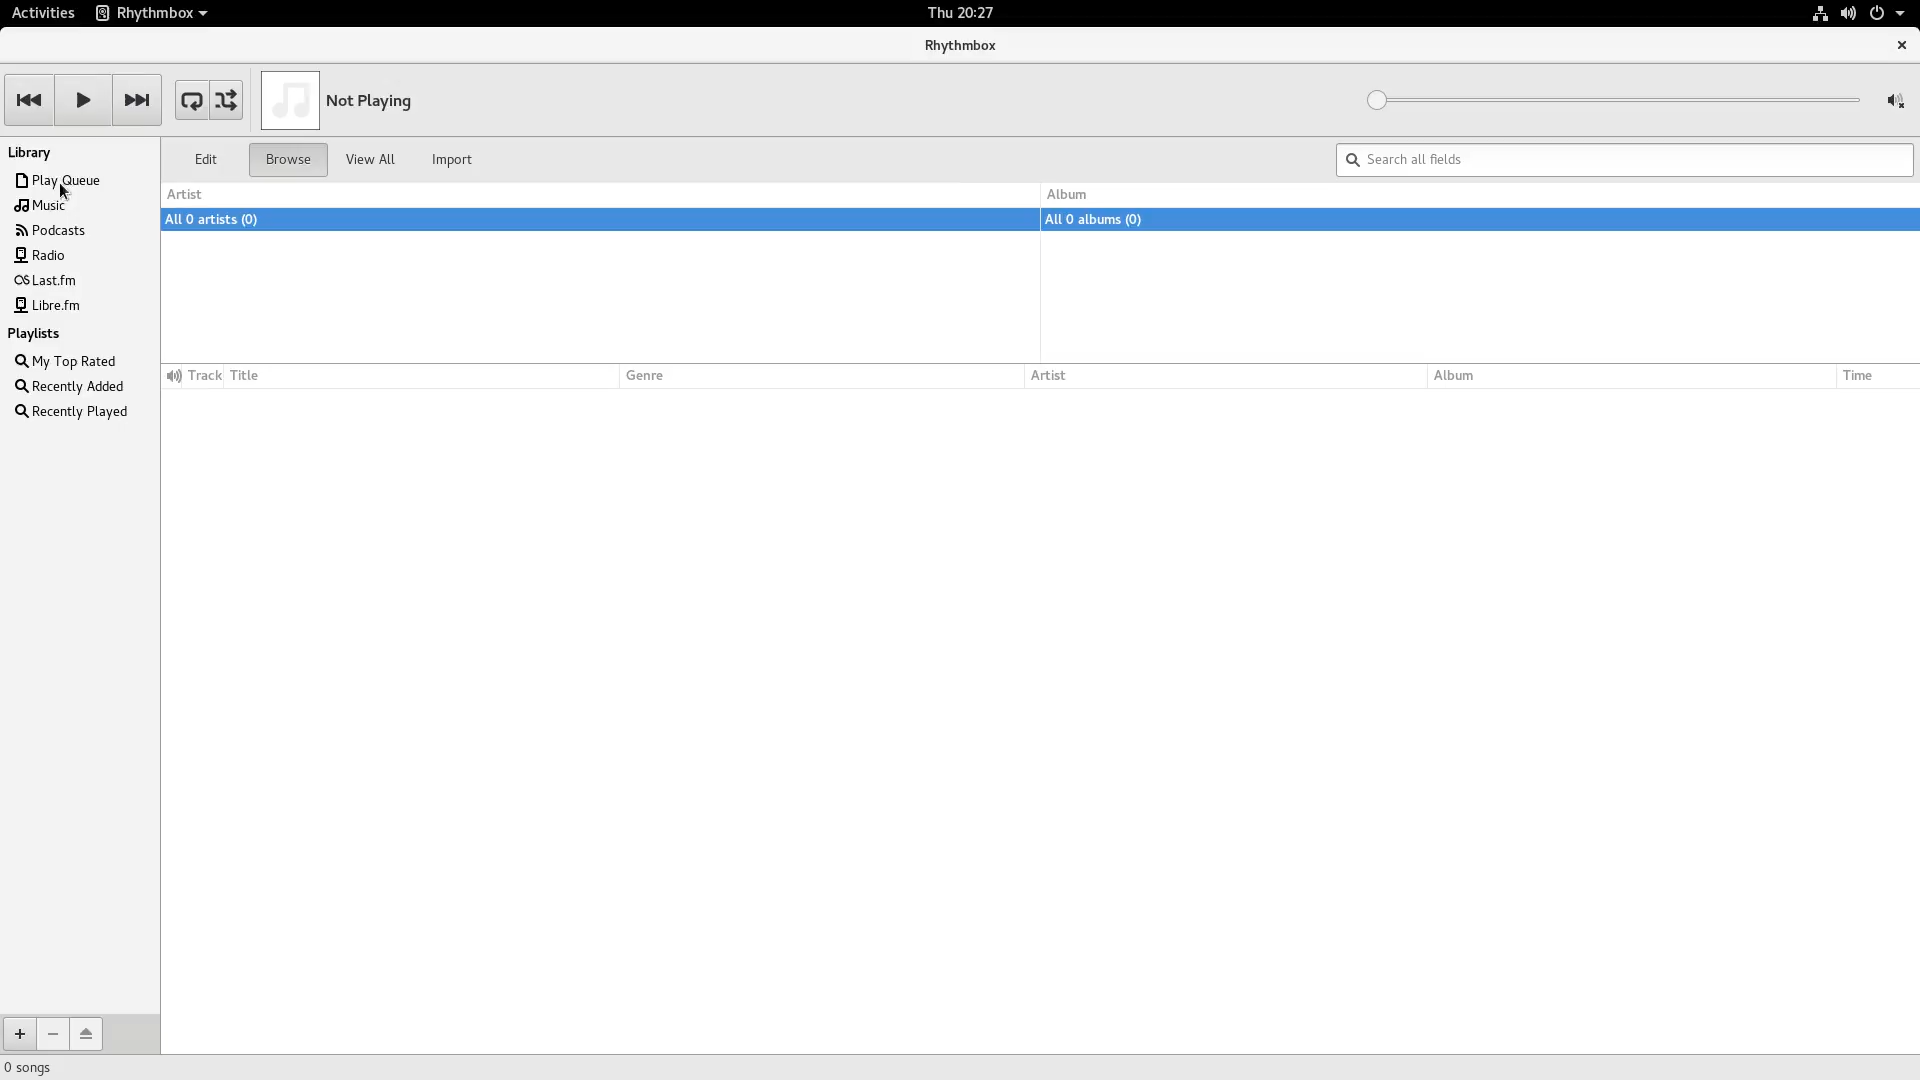 Activities Rhythmbox Thu 20:27
Rhythmbox
Not Playing
Library
Play Queue
Music
Podcasts
Radio
Last.fm
Libre.fm
Playlists
My Top Rated
Recently Added
Recently Played
Edit Browse View All Import Search all fields
Artist Album
All 0 artists (0) All 0 albums (0)
Track Title Genre Artist Album Time
0 songs